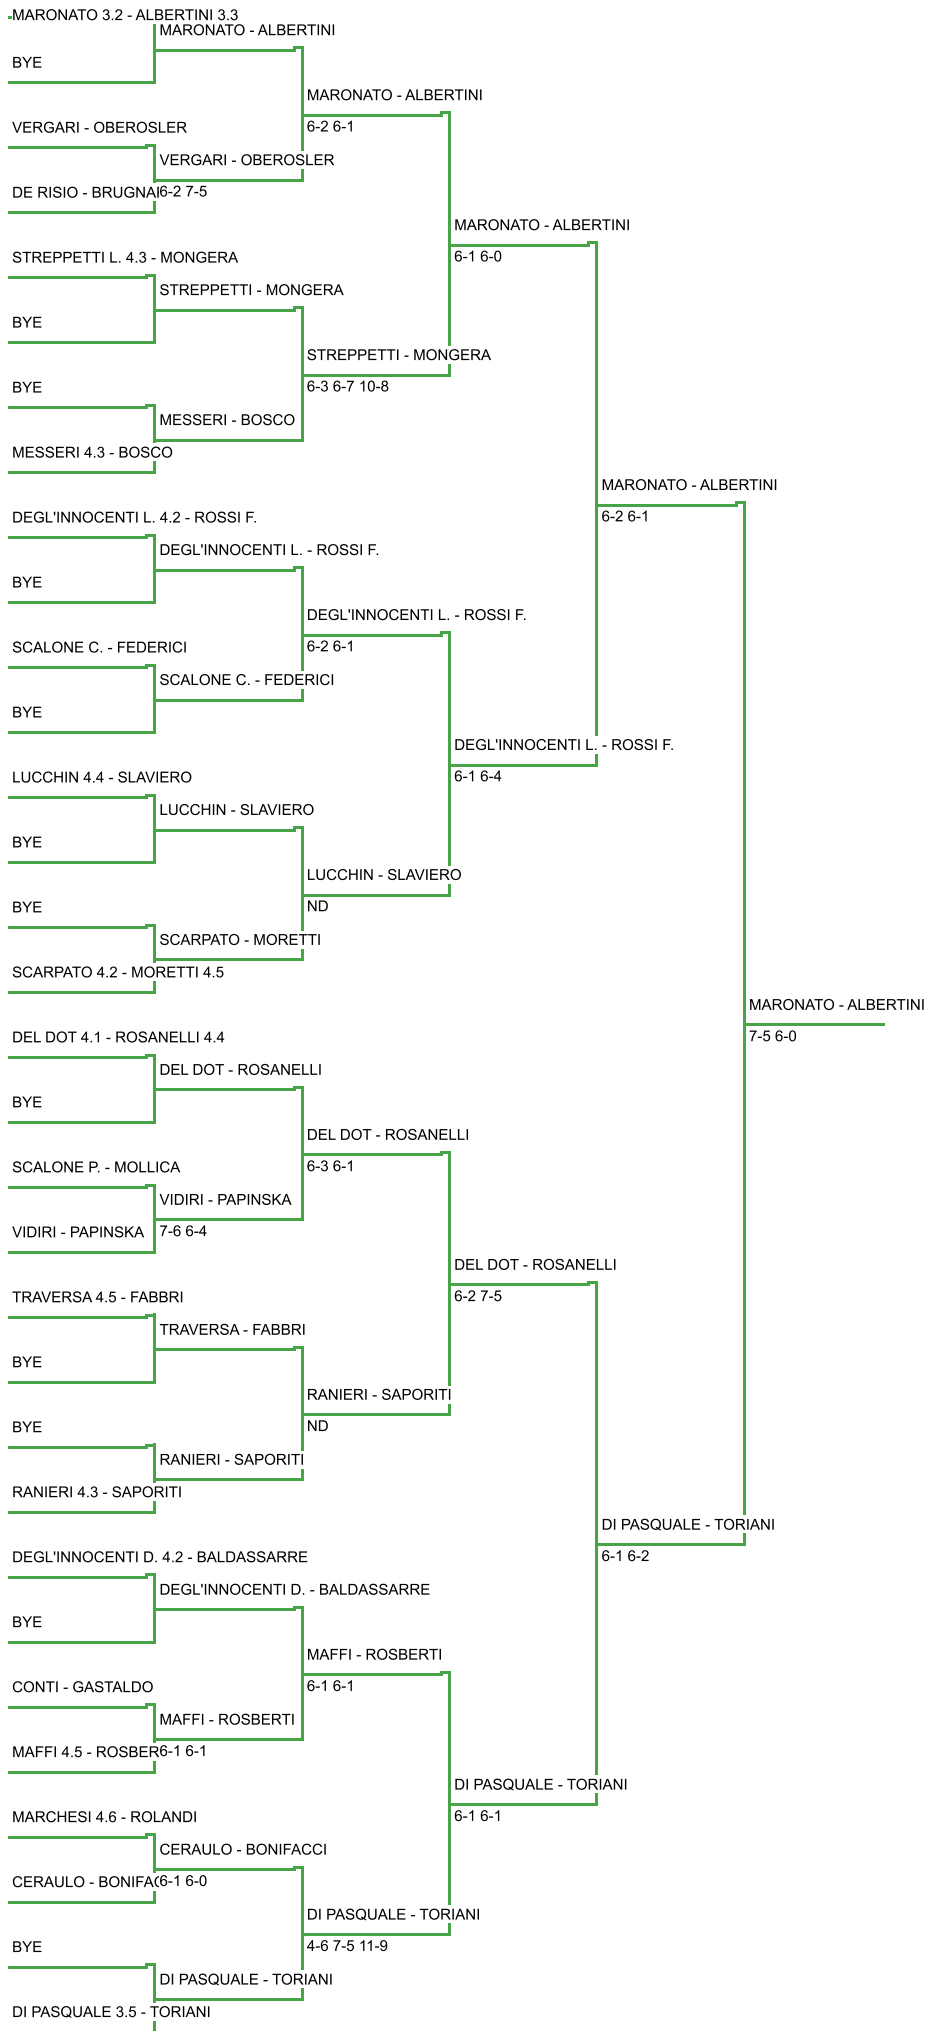 MARONATO 3.2 - ALBERTINI 3.3
MARONATO - ALBERTINI
BYE
MARONATO - ALBERTINI
6-2 6-1
VERGARI - OBEROSLER
VERGARI - OBEROSLER
DE RISIO - BRUGNAI
6-2 7-5
MARONATO - ALBERTINI
6-1 6-0
STREPPETTI L. 4.3 - MONGERA
STREPPETTI - MONGERA
BYE
STREPPETTI - MONGERA
6-3 6-7 10-8
BYE
MESSERI - BOSCO
MESSERI 4.3 - BOSCO
MARONATO - ALBERTINI
6-2 6-1
DEGL'INNOCENTI L. 4.2 - ROSSI F.
DEGL'INNOCENTI L. - ROSSI F.
BYE
DEGL'INNOCENTI L. - ROSSI F.
6-2 6-1
SCALONE C. - FEDERICI
SCALONE C. - FEDERICI
BYE
DEGL'INNOCENTI L. - ROSSI F.
6-1 6-4
LUCCHIN 4.4 - SLAVIERO
LUCCHIN - SLAVIERO
BYE
LUCCHIN - SLAVIERO
ND
BYE
SCARPATO - MORETTI
SCARPATO 4.2 - MORETTI 4.5
MARONATO - ALBERTINI
7-5 6-0
DEL DOT 4.1 - ROSANELLI 4.4
DEL DOT - ROSANELLI
BYE
DEL DOT - ROSANELLI
6-3 6-1
SCALONE P. - MOLLICA
VIDIRI - PAPINSKA
7-6 6-4
VIDIRI - PAPINSKA
DEL DOT - ROSANELLI
6-2 7-5
TRAVERSA 4.5 - FABBRI
TRAVERSA - FABBRI
BYE
RANIERI - SAPORITI
ND
BYE
RANIERI - SAPORITI
RANIERI 4.3 - SAPORITI
DI PASQUALE - TORIANI
6-1 6-2
DEGL'INNOCENTI D. 4.2 - BALDASSARRE
DEGL'INNOCENTI D. - BALDASSARRE
BYE
MAFFI - ROSBERTI
6-1 6-1
CONTI - GASTALDO
MAFFI - ROSBERTI
MAFFI 4.5 - ROSBER
6-1 6-1
DI PASQUALE - TORIANI
6-1 6-1
MARCHESI 4.6 - ROLANDI
CERAULO - BONIFACCI
CERAULO - BONIFAC
6-1 6-0
DI PASQUALE - TORIANI
4-6 7-5 11-9
BYE
DI PASQUALE - TORIANI
DI PASQUALE 3.5 - TORIANI